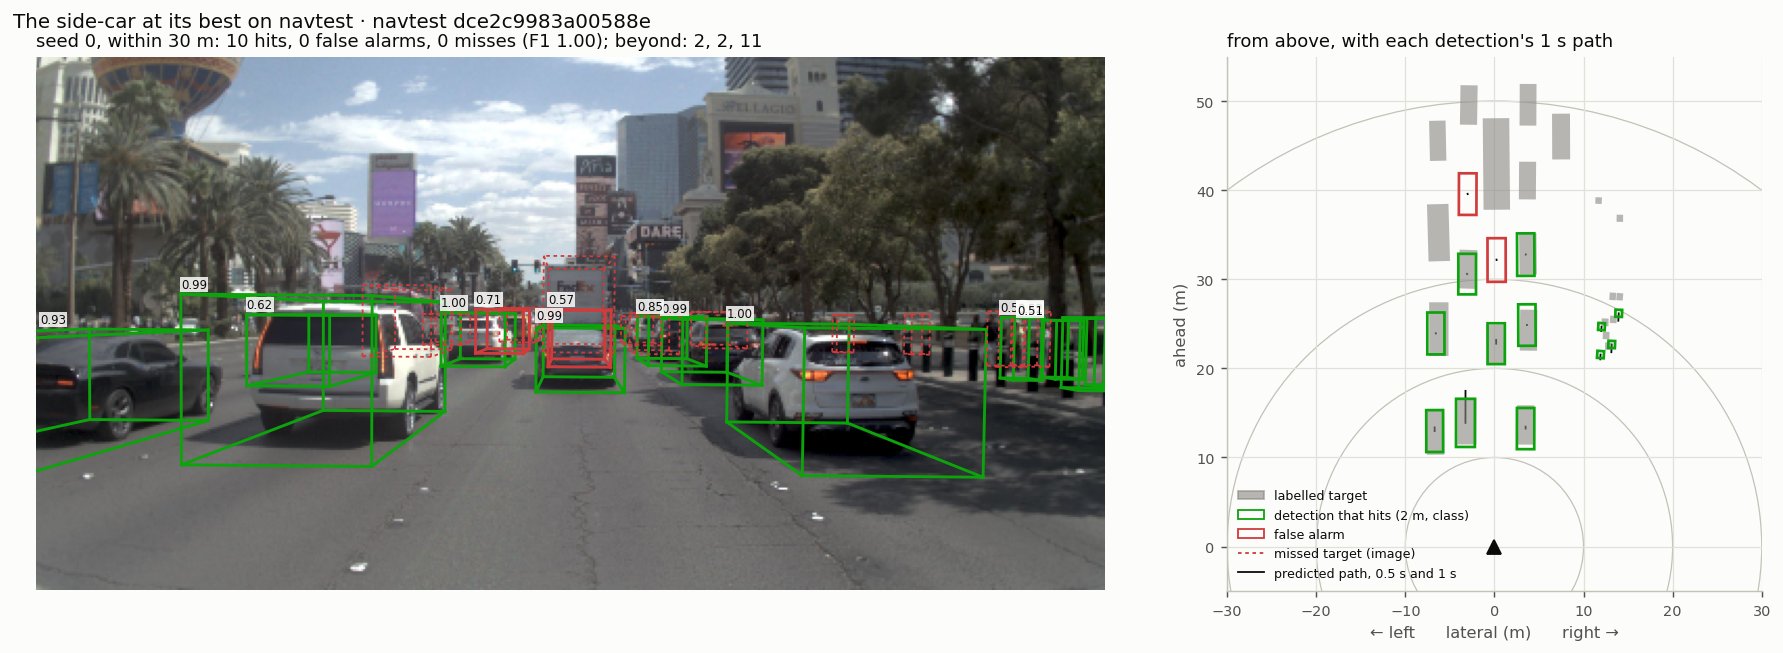 The side-car at its best on navtest · navtest dce2c9983a00588e
seed 0, within 30 m: 10 hits, 0 false alarms, 0 misses (F1 1.00); beyond: 2, 2, 11
from above, with each detection's 1 s path
DARE
FedEx
0.99
0.62
0.93
1.00
0.71
0.57
0.99
0.85
0.99
1.00
0.51
50
40
30
20
10
0
ahead (m)
labelled target
detection that hits (2 m, class)
false alarm
missed target (image)
predicted path, 0.5 s and 1 s
−30
−20
−10
0
10
20
30
← left
lateral (m)
right →